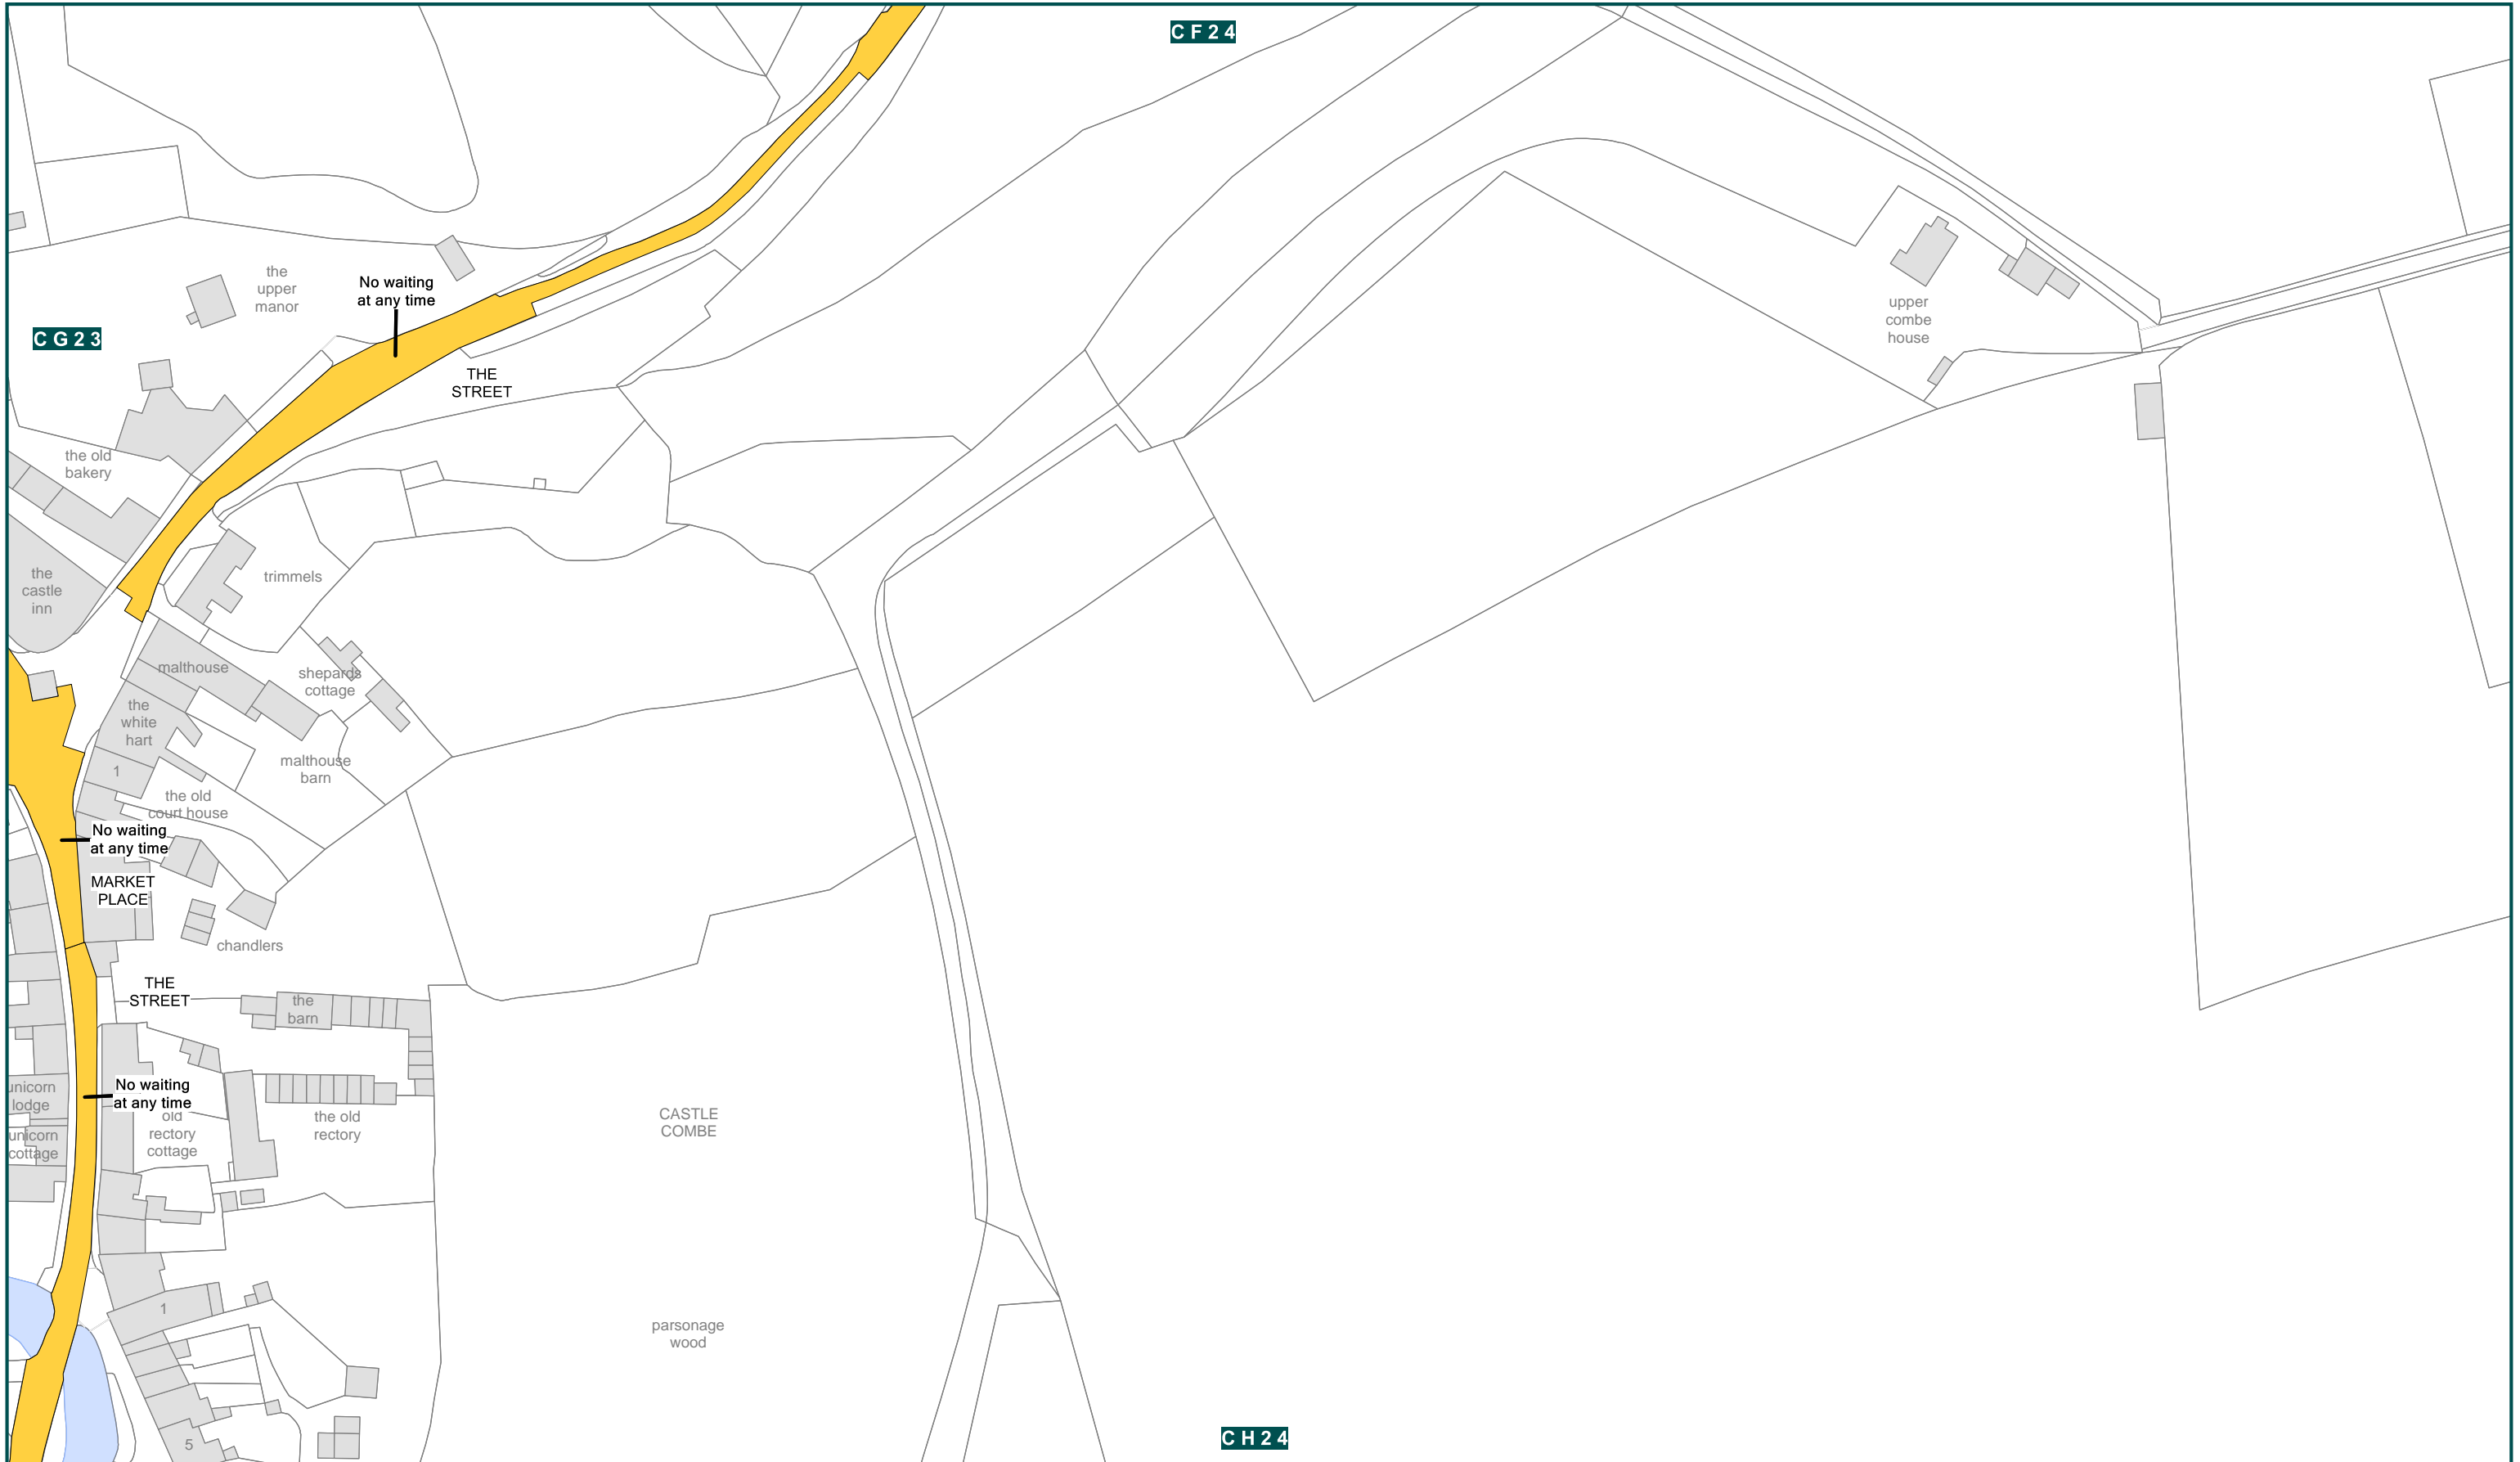 C F 2 4
the
upper
manor
No waiting
at any time
upper
combe
house
C G 2 3
THE
STREET
the old
bakery
the
castle
inn
trimmels
malthouse
shepards
cottage
the
white
hart
malthouse
barn
1
the old
court house
No waiting
at any time
MARKET
PLACE
chandlers
THE
STREET
the
barn
unicorn
lodge
No waiting
at any time
old
rectory
cottage
the old
rectory
CASTLE
COMBE
unicorn
cottage
1
parsonage
wood
5
C H 2 4